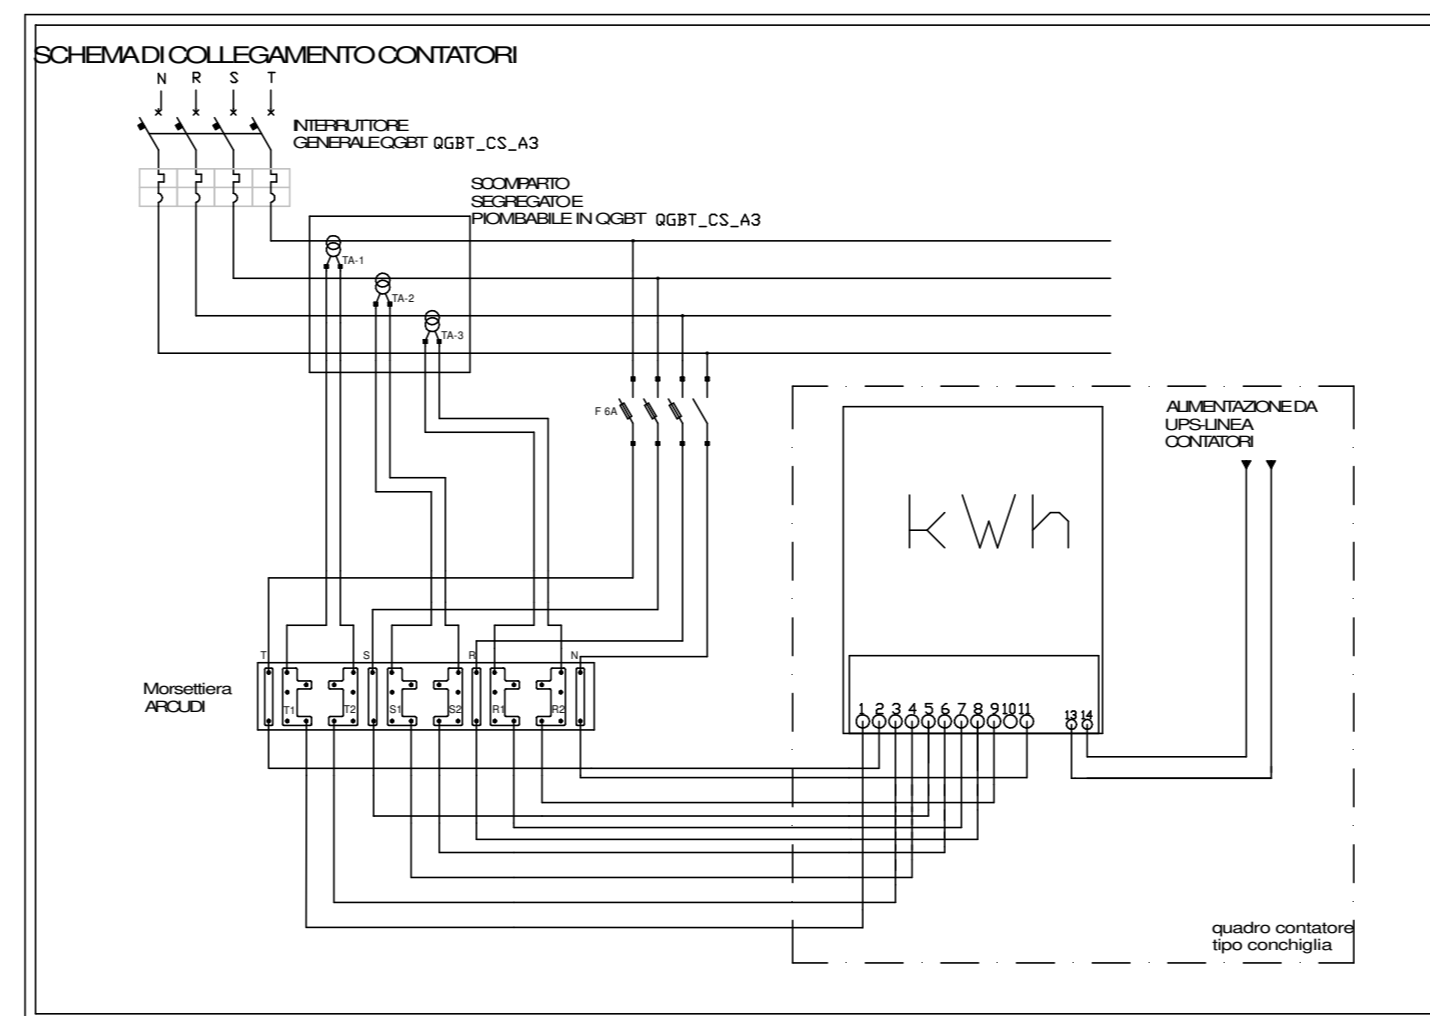 SCHEMA DI COLLEGAMENTO CONTATORI
N R S T
INTERRUTTORE
GENERALE QGBT QGBT_CS_A3
SCOMPARTO
SEGREGATO E
PIOMBABILE IN QGBT QGBT_CS_A3
TA-1
TA-2
TA-3
F 6A
ALIMENTAZIONE DA
UPS-LINEA
CONTATORI
kWh
T S R N
Morsettiera
ARCUDI
T1 T2 S1 S2 R1 R2
1 2 3 4 5 6 7 8 9 10 11 13 14
quadro contatore
tipo conchiglia